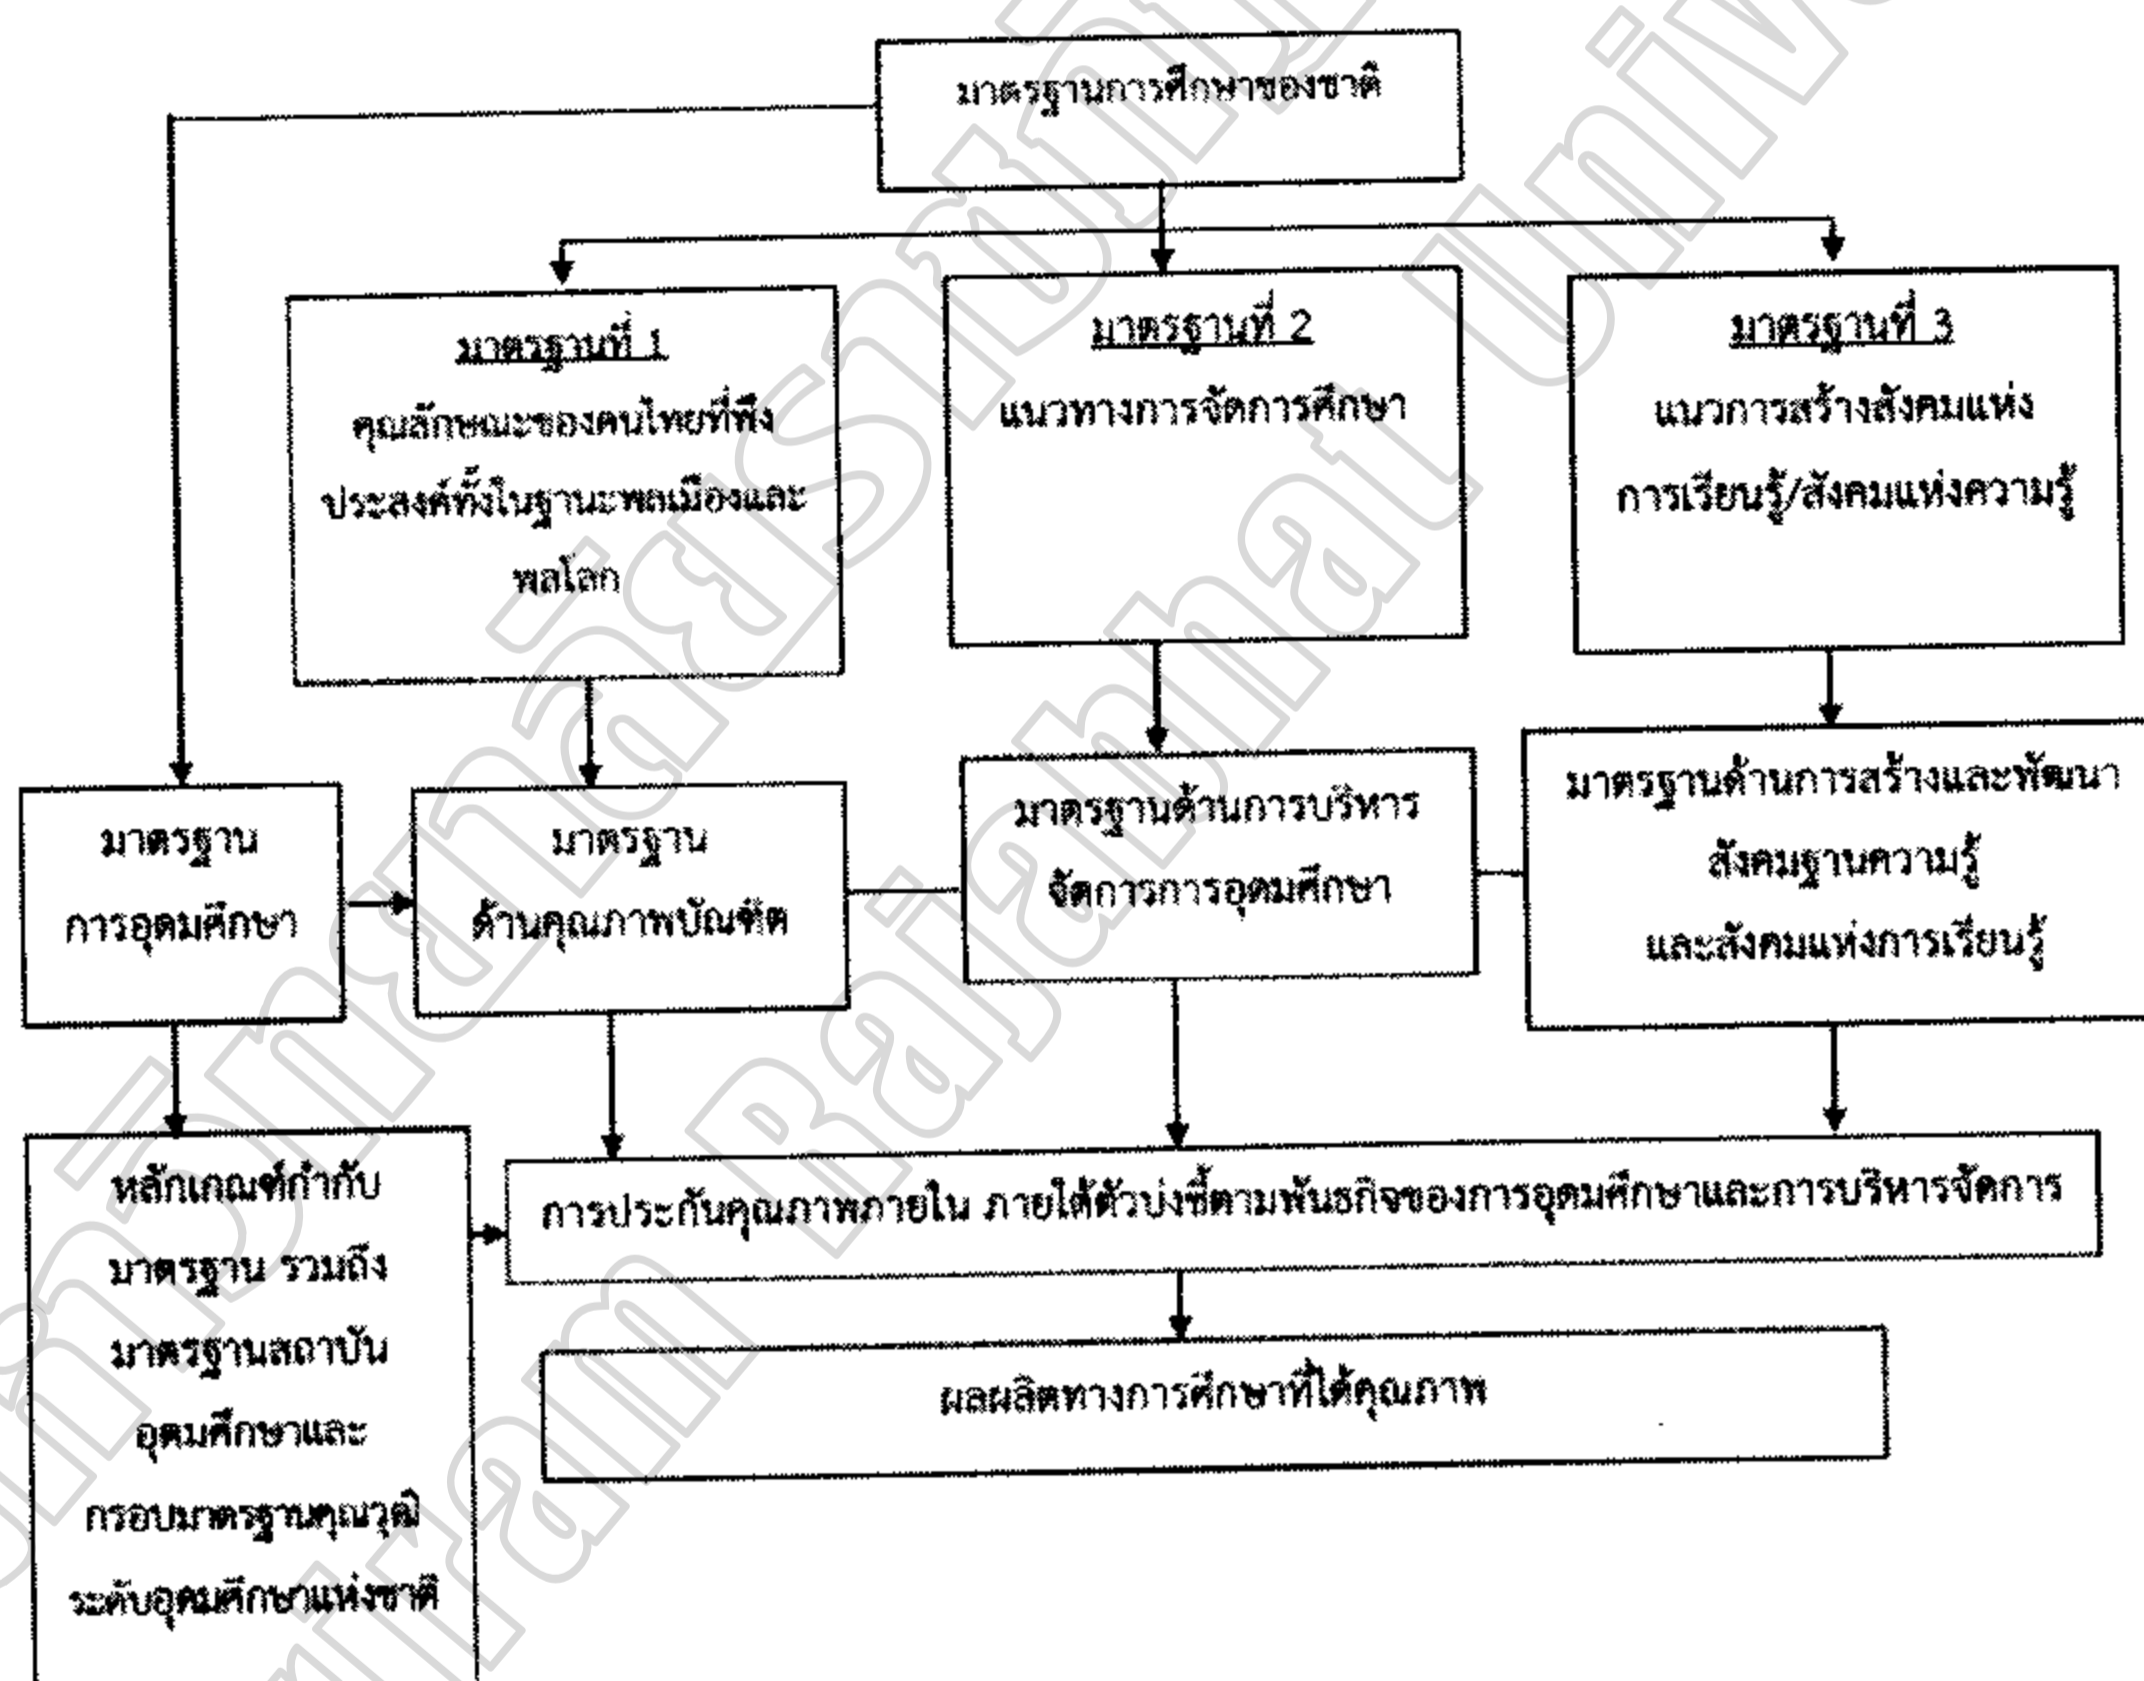 มาตรฐานการศึกษาของชาติ
มาตรฐานที่ 1
คุณลักษณะของคนไทยที่พึง
ประสงค์ทั้งในฐานะพลเมืองและ
พลโลก
มาตรฐานที่ 2
แนวทางการจัดการศึกษา
มาตรฐานที่ 3
แนวการสร้างสังคมแห่ง
การเรียนรู้/สังคมแห่งความรู้
มาตรฐาน
การอุดมศึกษา
มาตรฐาน
ด้านคุณภาพบัณฑิต
มาตรฐานด้านการบริหาร
จัดการการอุดมศึกษา
มาตรฐานด้านการสร้างและพัฒนา
สังคมฐานความรู้
และสังคมแห่งการเรียนรู้
หลักเกณฑ์กำกับ
มาตรฐาน รวมถึง
มาตรฐานสถาบัน
อุดมศึกษาและ
กรอบมาตรฐานคุณวุฒิ
ระดับอุดมศึกษาแห่งชาติ
การประกันคุณภาพภายใน ภายใต้ตัวบ่งชี้ตามพันธกิจของการอุดมศึกษาและการบริหารจัดการ
ผลผลิตทางการศึกษาที่ได้คุณภาพ
Rajabhat